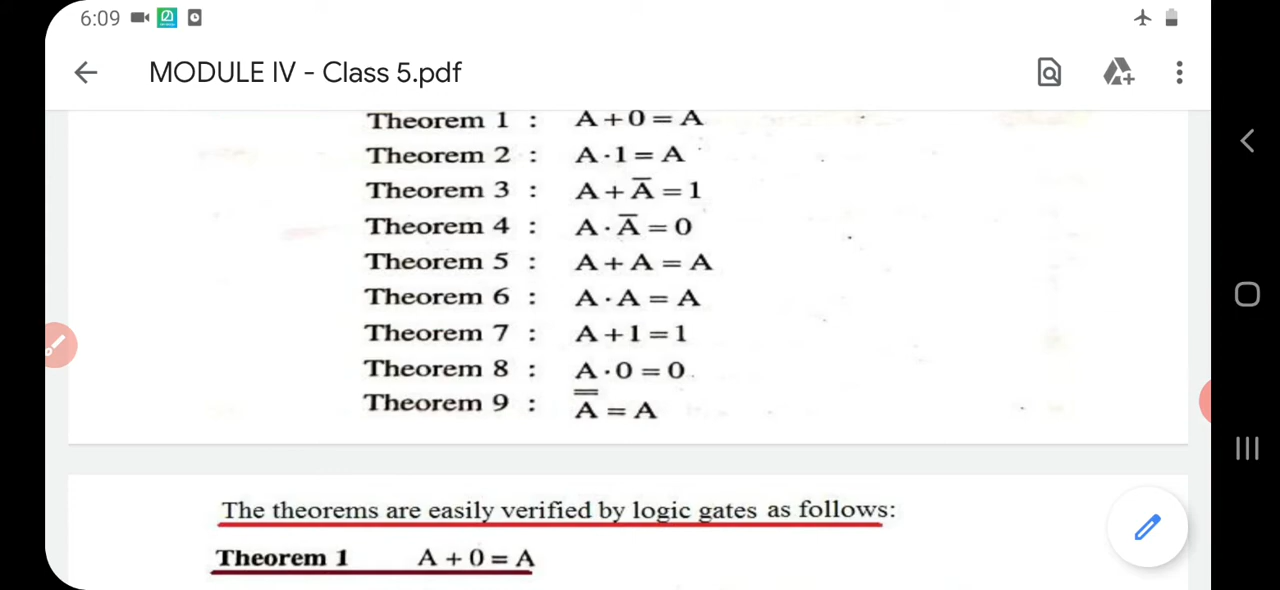 6:09
MODULE IV - Class 5.pdf
Theorem 1 : A + 0 = A
Theorem 2 : A · 1 = A
Theorem 3 : A + A̅ = 1
Theorem 4 : A · A̅ = 0
Theorem 5 : A + A = A
Theorem 6 : A · A = A
Theorem 7 : A + 1 = 1
Theorem 8 : A · 0 = 0
Theorem 9 : A̿ = A
The theorems are easily verified by logic gates as follows:
Theorem 1 A + 0 = A